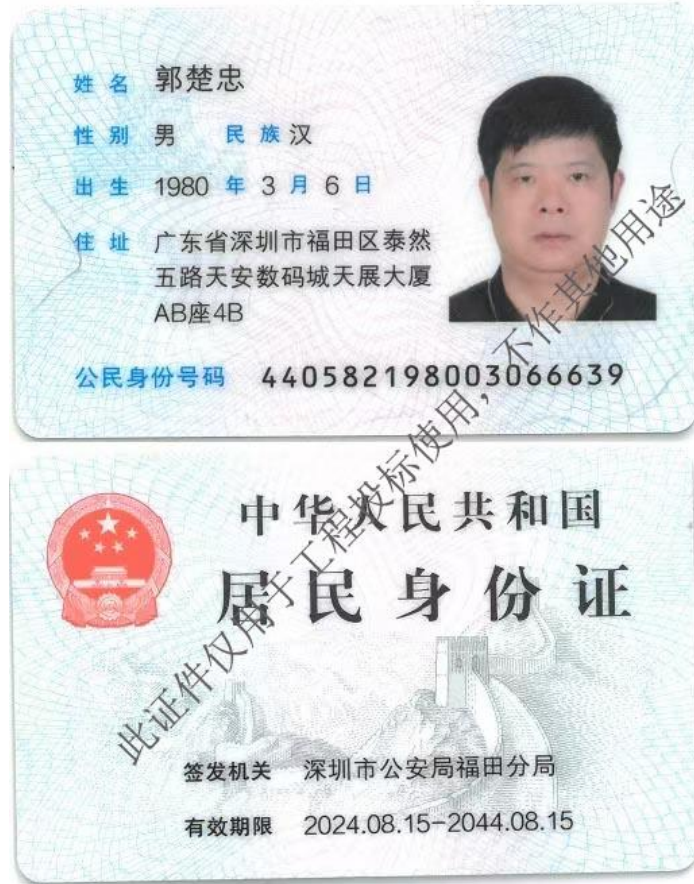 姓名 郭楚忠
性别 男 民族 汉
出生 1980 年 3 月 6 日
住址 广东省深圳市福田区泰然
五路天安数码城天展大厦
AB座4B
公民身份号码 440582198003066639
中华人民共和国
居民身份证
签发机关 深圳市公安局福田分局
有效期限 2024.08.15-2044.08.15
此证件仅用于工程投标使用,不作其他用途